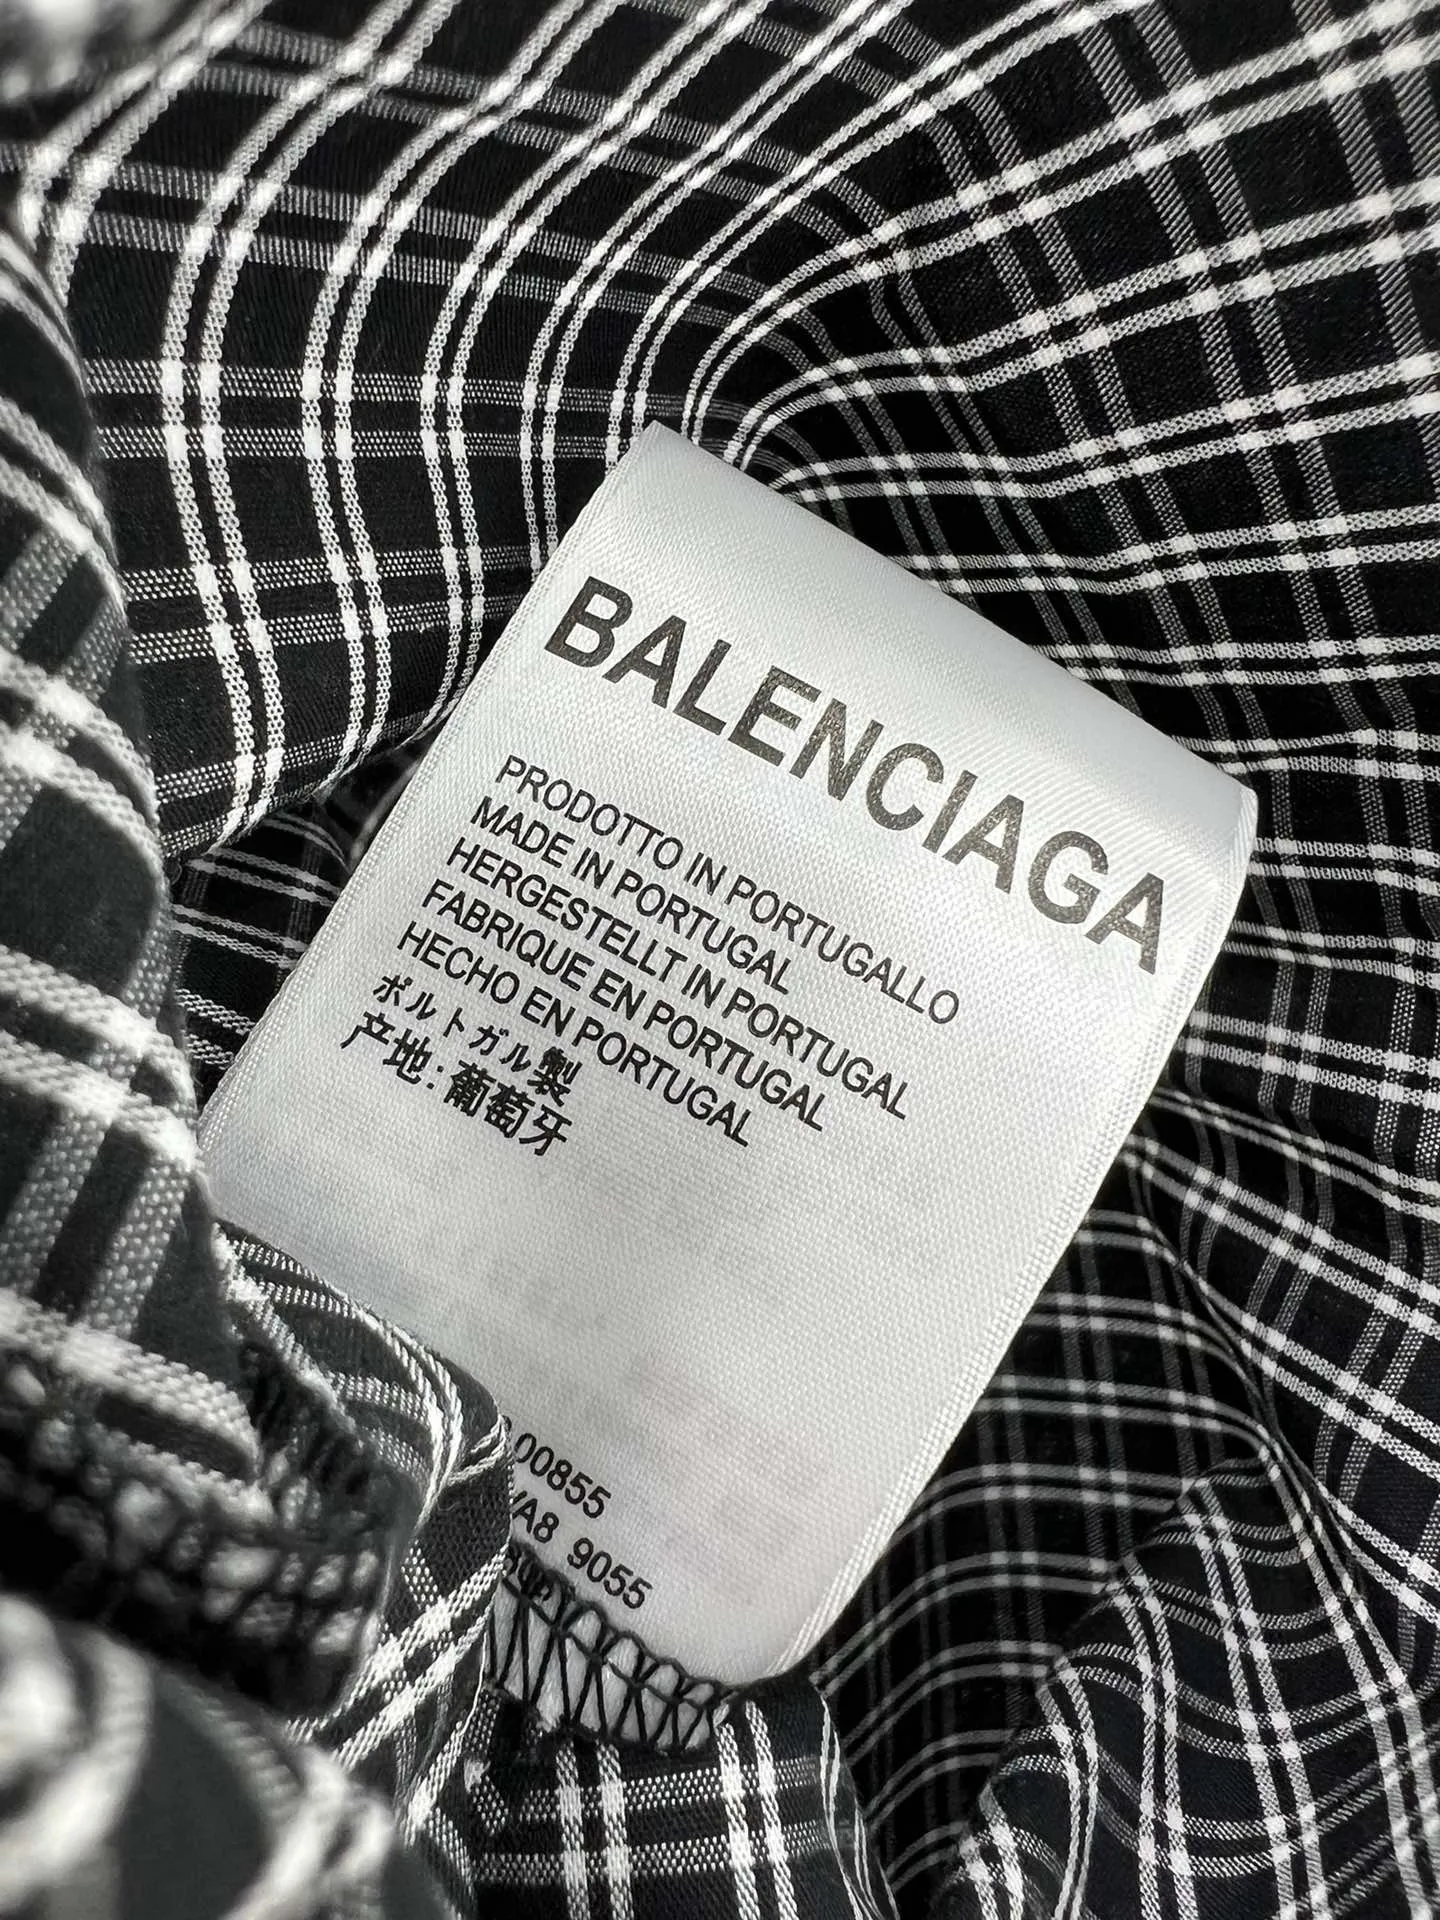 BALENCIAGA
PRODOTTO IN PORTUGALLO
MADE IN PORTUGAL
HERGESTELLT IN PORTUGAL
FABRIQUE EN PORTUGAL
HECHO EN PORTUGAL
ポルトガル製
产地:葡萄牙
00855
A8 9055